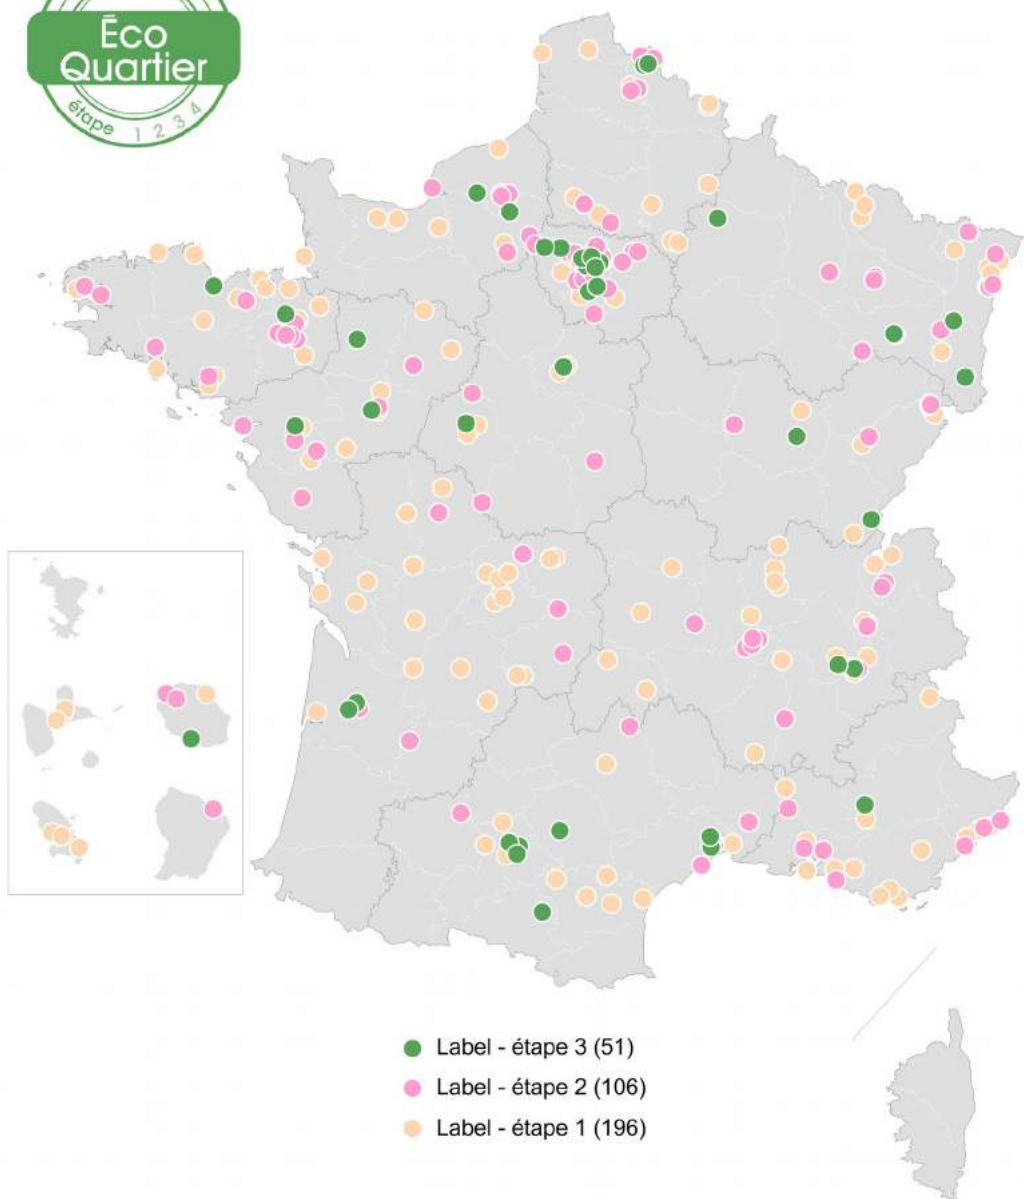 Éco
Quartier
étape 1 2 3 4
Label - étape 3 (51)
Label - étape 2 (106)
Label - étape 1 (196)